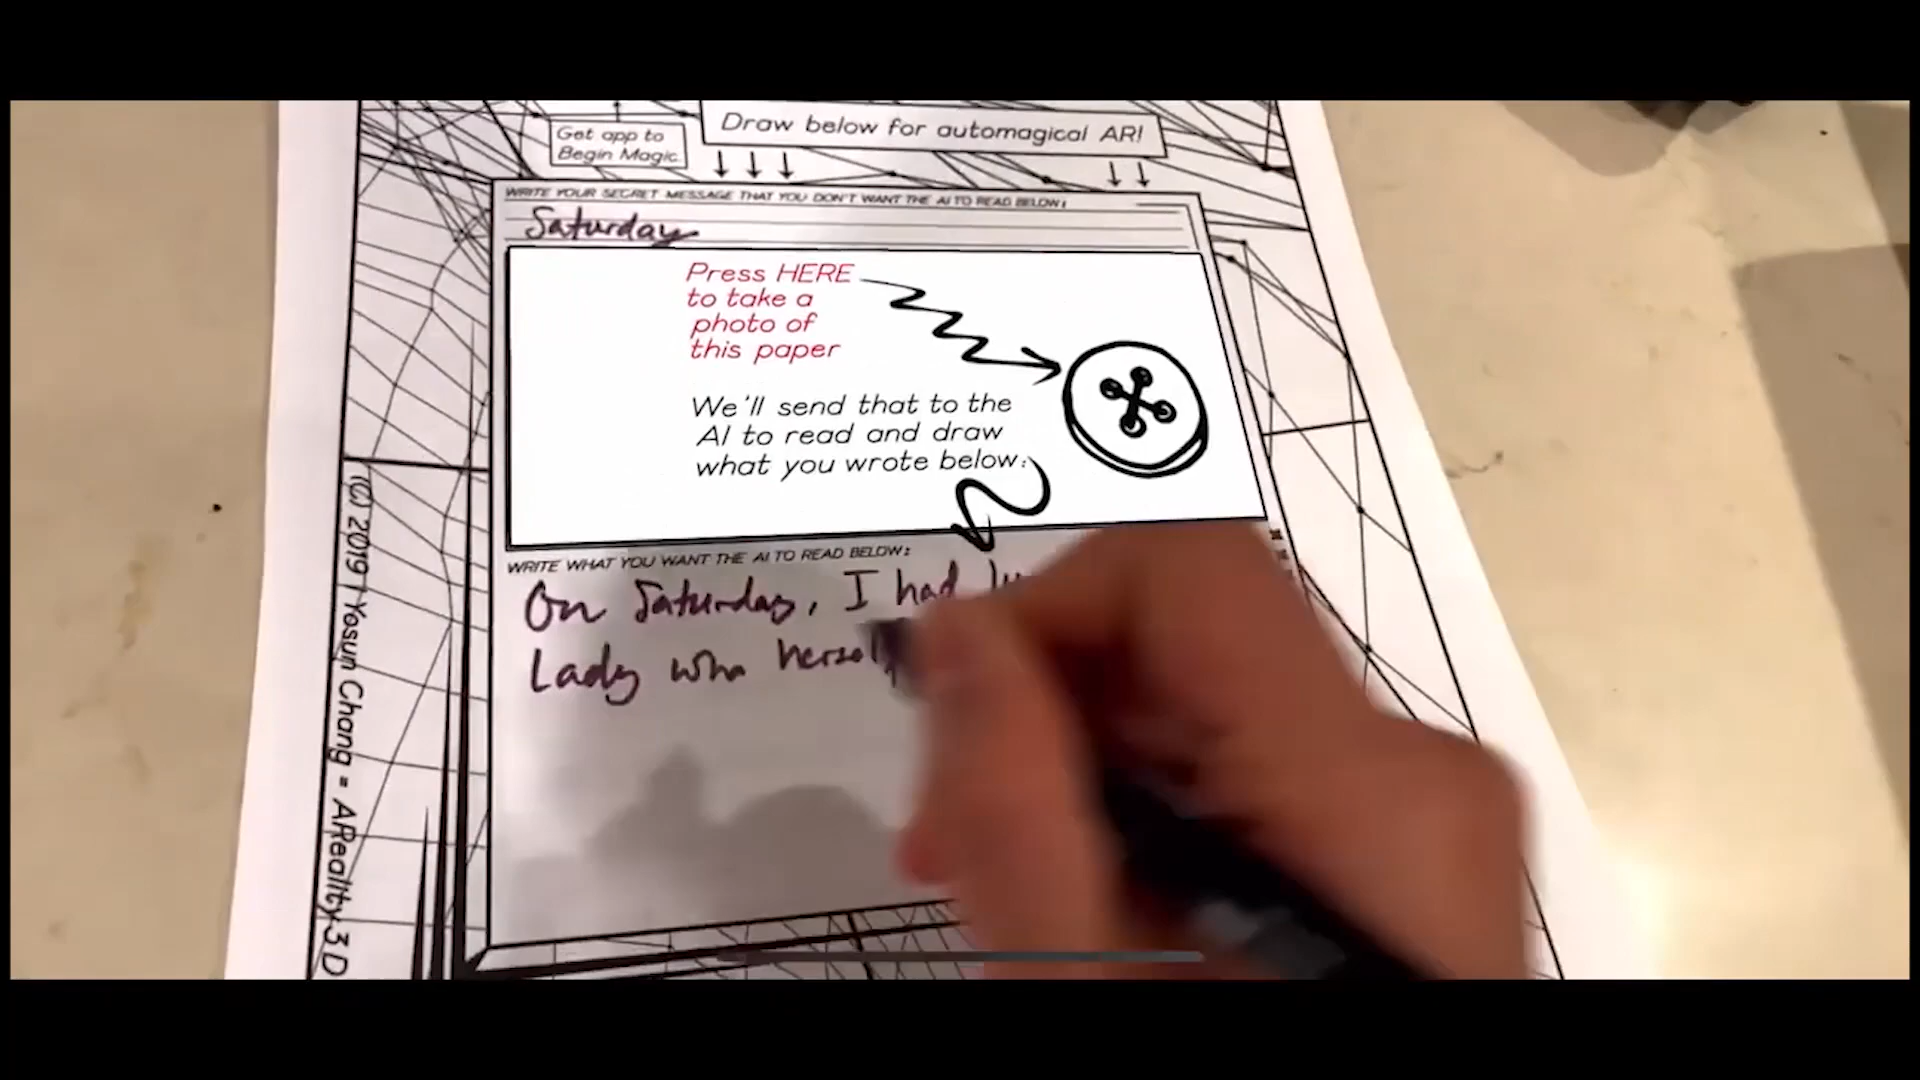 Get app to
Begin Magic.
Draw below for automagical AR!
WRITE YOUR SECRET MESSAGE THAT YOU DON'T WANT THE AI TO READ BELOW:
Saturday
Press HERE
to take a
photo of
this paper
We'll send that to the
AI to read and draw
what you wrote below:
WRITE WHAT YOU WANT THE AI TO READ BELOW:
On Saturday, I had
Lady who
(C) 2019 | Yosun Chang = AReality3D